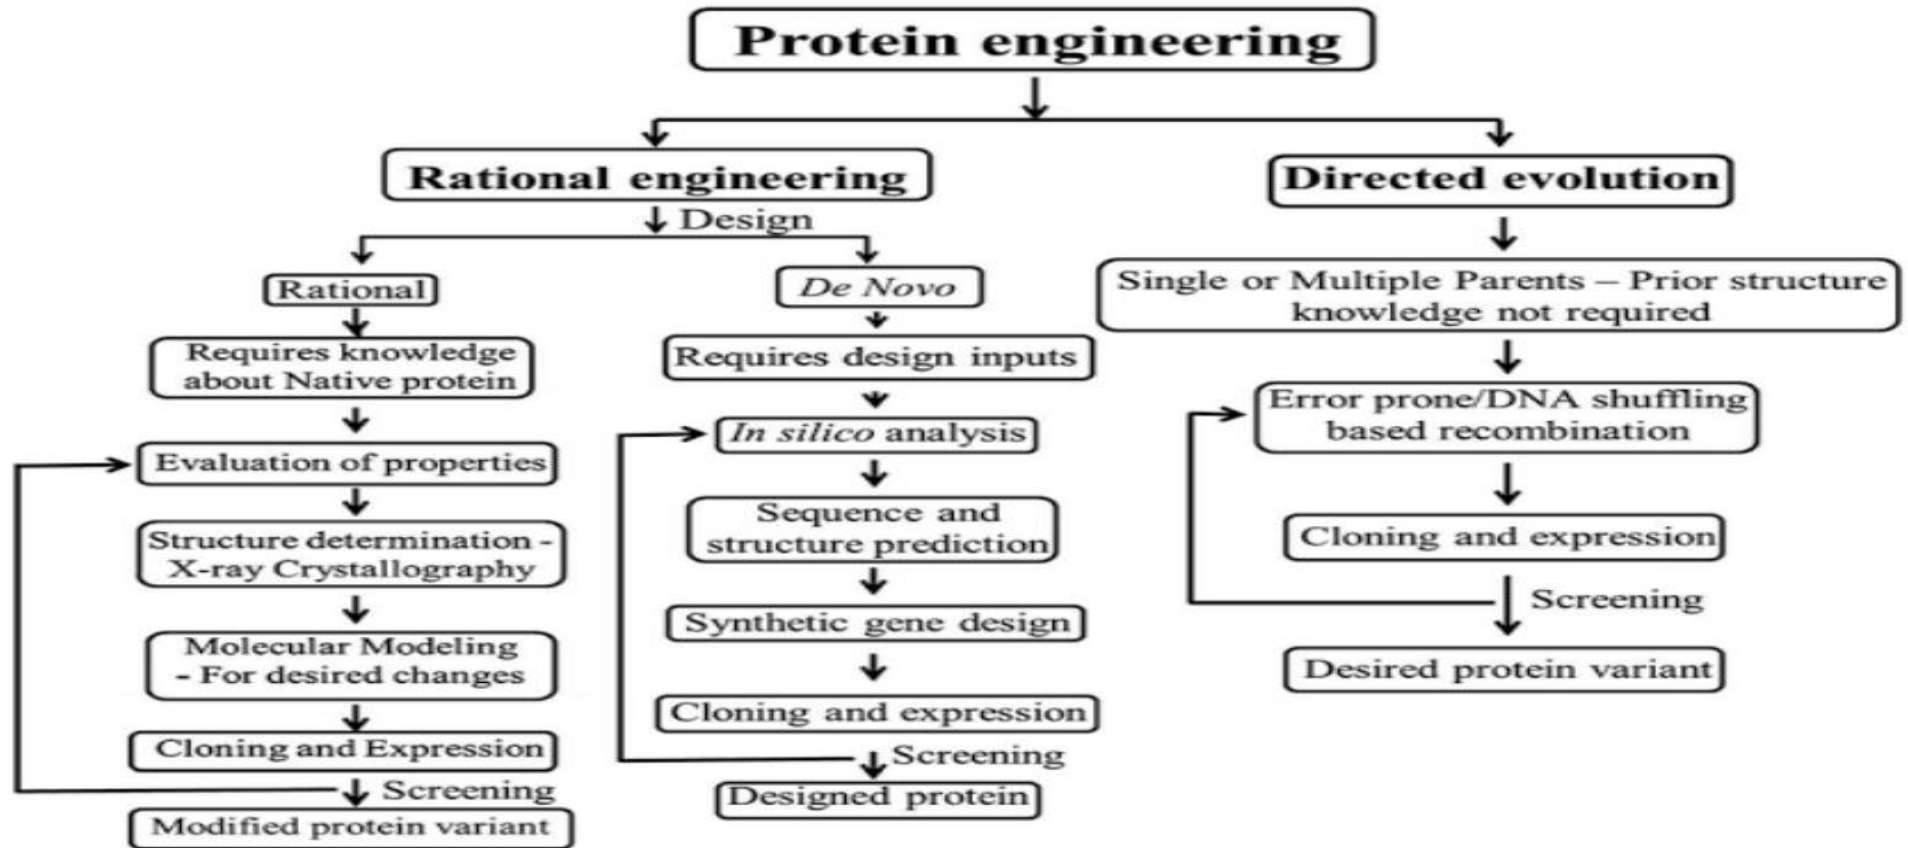 Protein engineering
Rational engineering
Design
Rational
Requires knowledge
about Native protein
Evaluation of properties
Structure determination -
X-ray Crystallography
Molecular Modeling
- For desired changes
Cloning and Expression
Screening
Modified protein variant
De Novo
Requires design inputs
In silico analysis
Sequence and
structure prediction
Synthetic gene design
Cloning and expression
Screening
Designed protein
Directed evolution
Single or Multiple Parents – Prior structure
knowledge not required
Error prone/DNA shuffling
based recombination
Cloning and expression
Screening
Desired protein variant